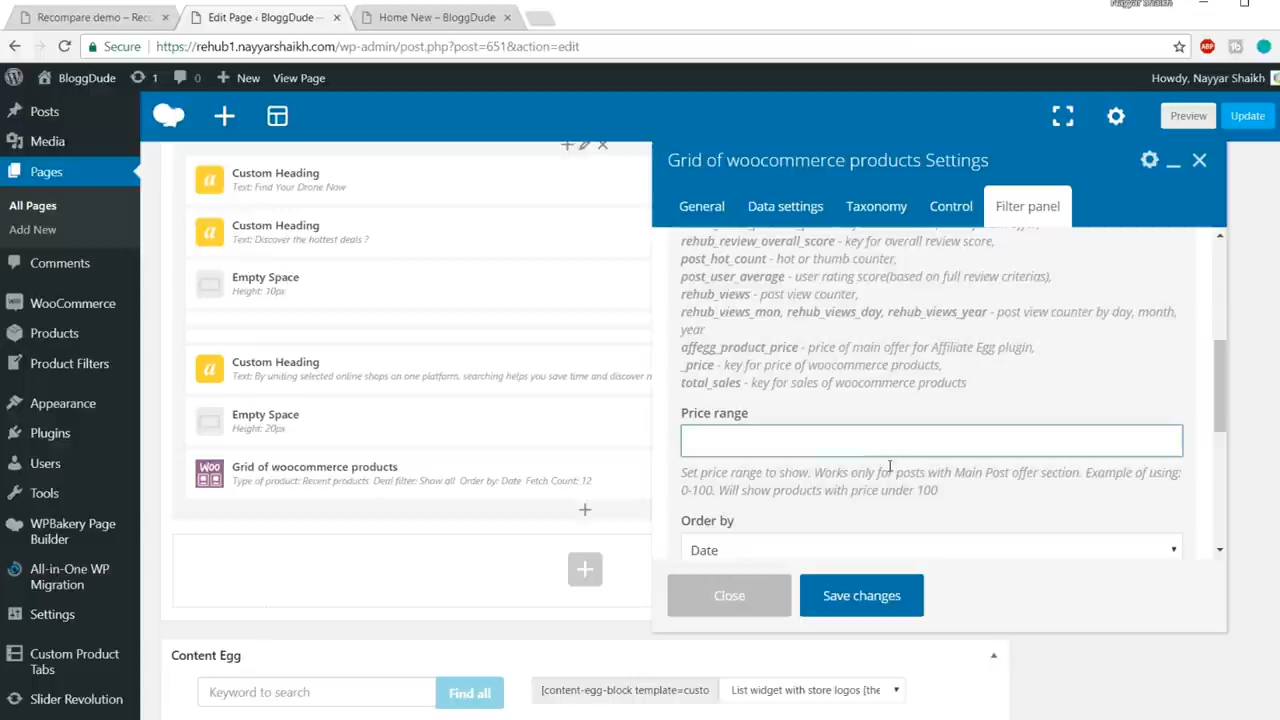 Nayyar Shaikh
Recompare demo – Reco
Edit Page ‹ BloggDude —
Home New – BloggDude
Secure
https://rehub1.nayyarshaikh.com/wp-admin/post.php?post=651&action=edit
ABP
BloggDude
1
0
New
View Page
Howdy, Nayyar Shaikh
Posts
Media
Pages
All Pages
Add New
Comments
WooCommerce
Products
Product Filters
Appearance
Plugins
Users
Tools
WPBakery Page
Builder
All-in-One WP
Migration
Settings
Custom Product
Tabs
Slider Revolution
Preview
Update
Custom Heading
Text: Find Your Drone Now
Custom Heading
Text: Discover the hottest deals ?
Empty Space
Height: 10px
Custom Heading
Text: By uniting selected online shops on one platform, searching helps you save time and discover n
Empty Space
Height: 20px
Woo
Grid of woocommerce products
Type of product: Recent products Deal filter: Show all Order by: Date Fetch Count: 12
Grid of woocommerce products Settings
General
Data settings
Taxonomy
Control
Filter panel
rehub_review_overall_score - key for overall review score,
post_hot_count - hot or thumb counter,
post_user_average - user rating score(based on full review criterias),
rehub_views - post view counter,
rehub_views_mon, rehub_views_day, rehub_views_year - post view counter by day, month,
year
affegg_product_price - price of main offer for Affiliate Egg plugin,
_price - key for price of woocommerce products,
total_sales - key for sales of woocommerce products
Price range
Set price range to show. Works only for posts with Main Post offer section. Example of using:
0-100. Will show products with price under 100
Order by
Date
Close
Save changes
Content Egg
Keyword to search
Find all
[content-egg-block template=custo
List widget with store logos [the